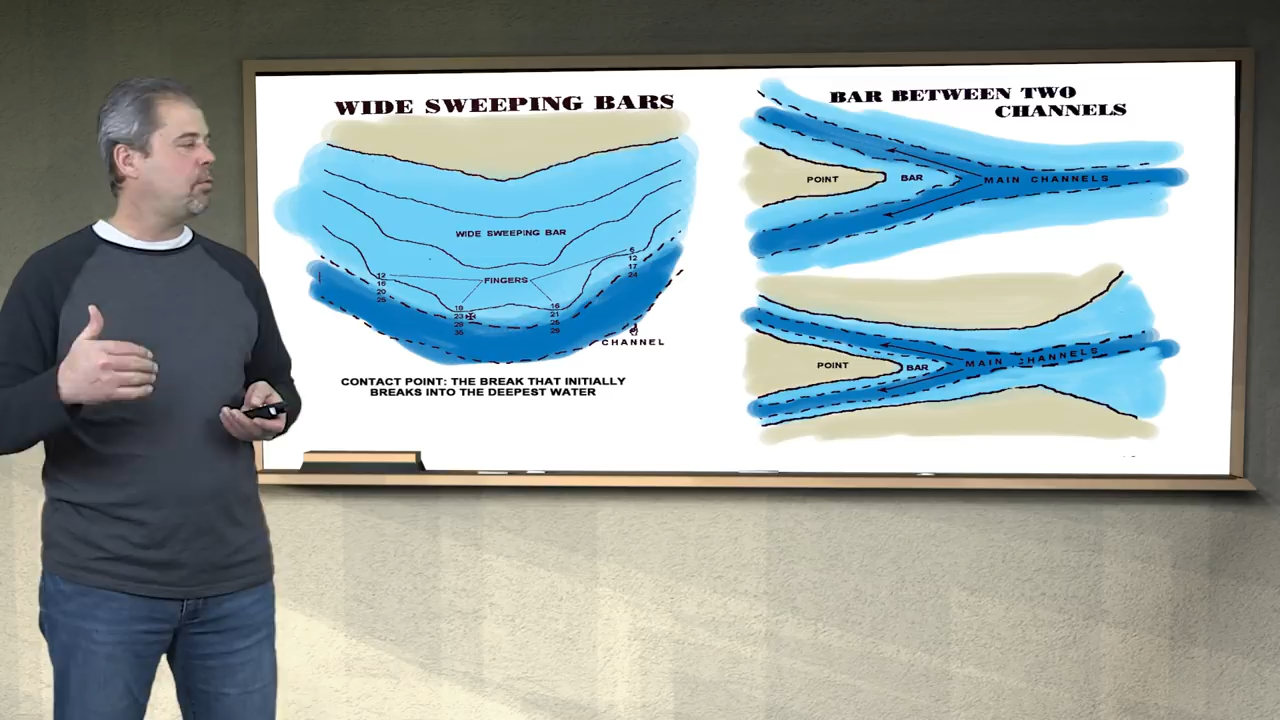 WIDE SWEEPING BARS
WIDE SWEEPING BAR
FINGERS
12
16
20
25
19
23
28
35
16
21
25
29
6
12
17
24
CHANNEL
CONTACT POINT: THE BREAK THAT INITIALLY
BREAKS INTO THE DEEPEST WATER
BAR BETWEEN TWO
CHANNELS
POINT
BAR
MAIN CHANNELS
POINT
BAR
MAIN CHANNELS